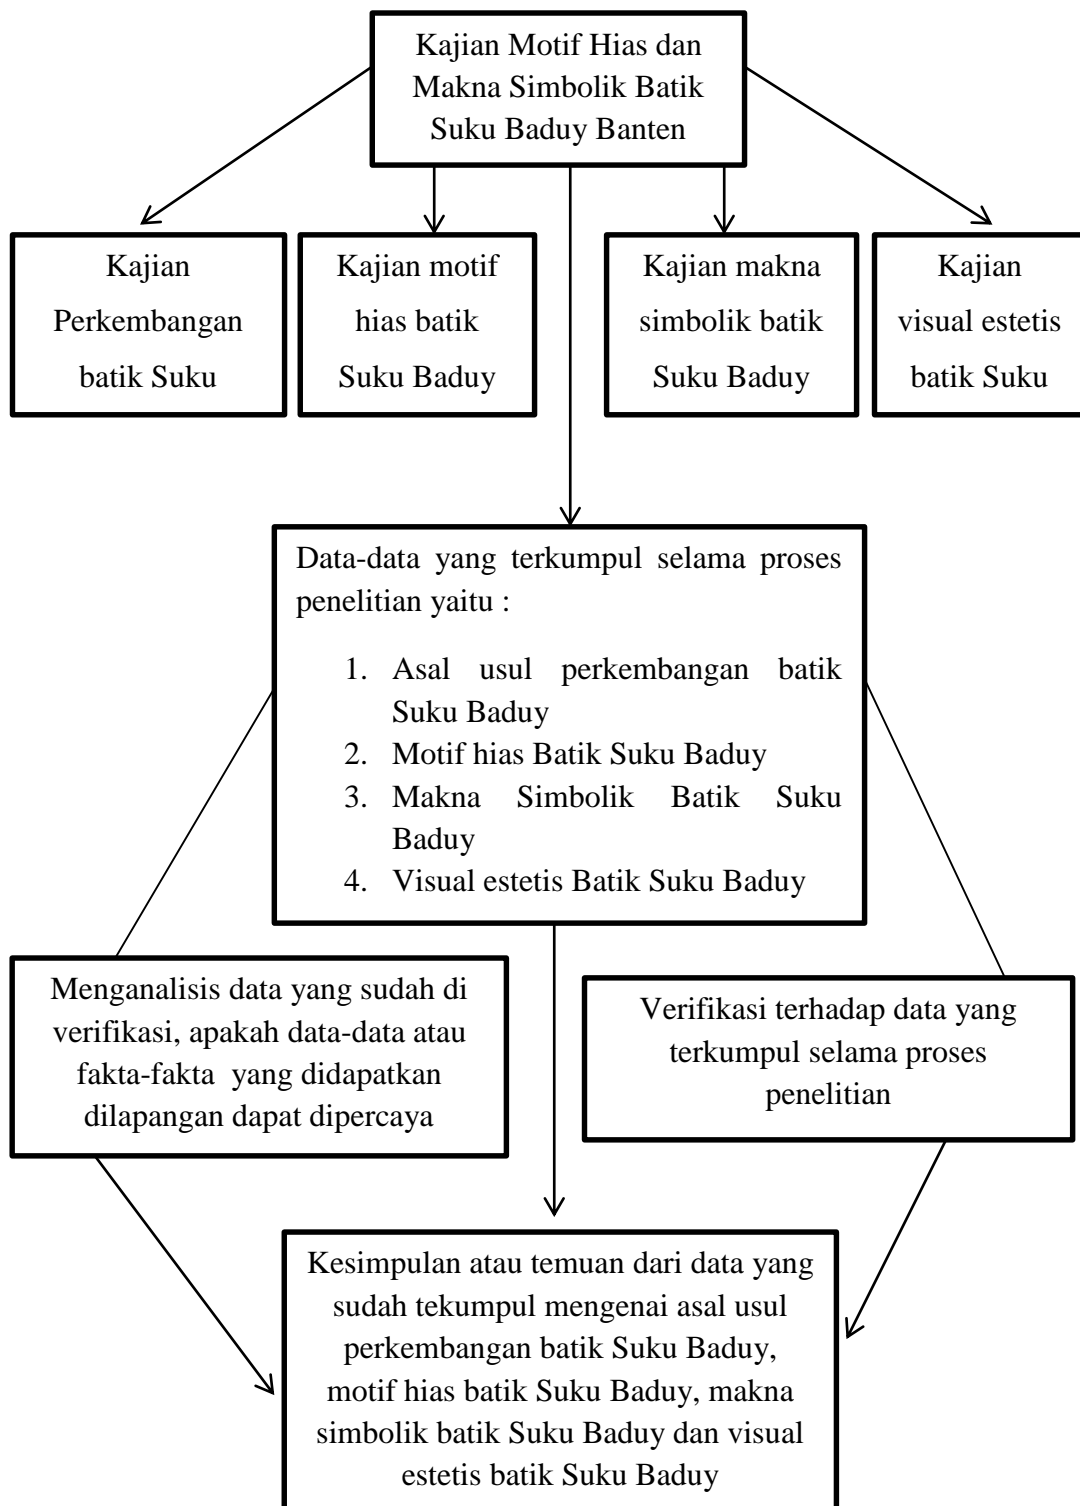 Kajian Motif Hias dan
Makna Simbolik Batik
Suku Baduy Banten
Kajian
Perkembangan
batik Suku
Kajian motif
hias batik
Suku Baduy
Kajian makna
simbolik batik
Suku Baduy
Kajian
visual estetis
batik Suku
Data-data yang terkumpul selama proses
penelitian yaitu :
1. Asal usul perkembangan batik
Suku Baduy
2. Motif hias Batik Suku Baduy
3. Makna Simbolik Batik Suku
Baduy
4. Visual estetis Batik Suku Baduy
Menganalisis data yang sudah di
verifikasi, apakah data-data atau
fakta-fakta yang didapatkan
dilapangan dapat dipercaya
Verifikasi terhadap data yang
terkumpul selama proses
penelitian
Kesimpulan atau temuan dari data yang
sudah tekumpul mengenai asal usul
perkembangan batik Suku Baduy,
motif hias batik Suku Baduy, makna
simbolik batik Suku Baduy dan visual
estetis batik Suku Baduy